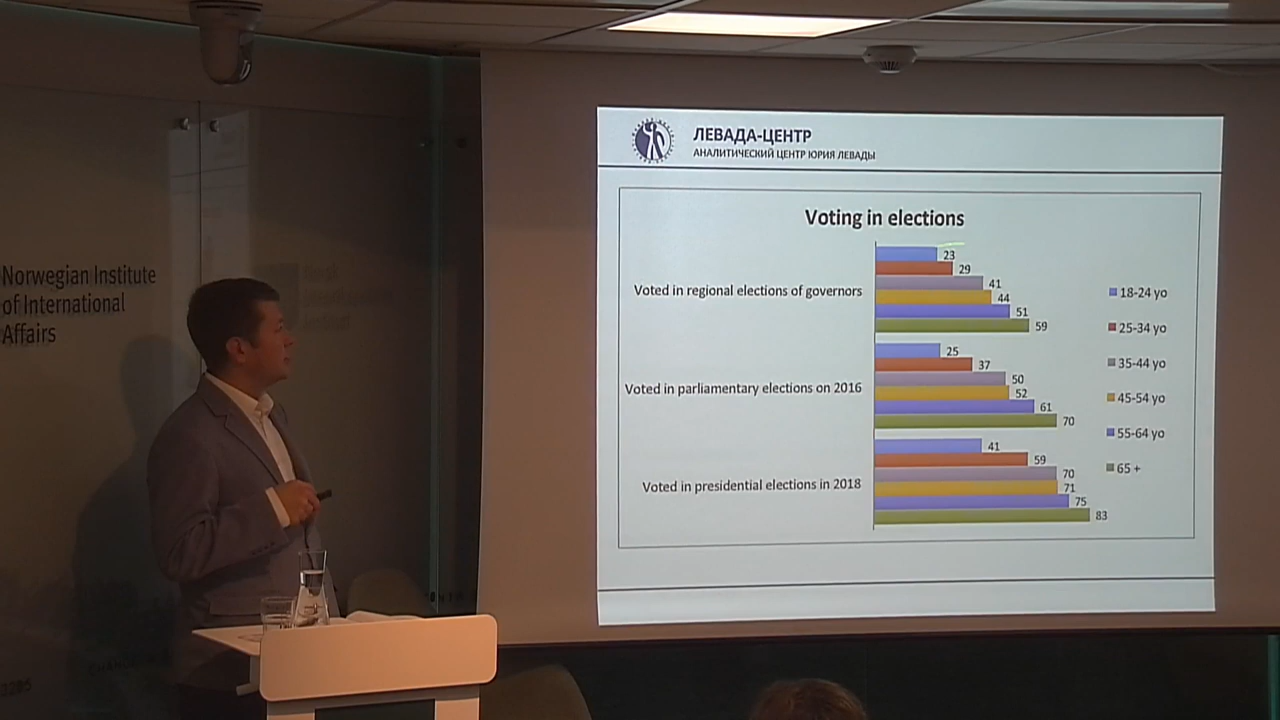 Norwegian Institute
of International
Affairs
ЛЕВАДА-ЦЕНТР
АНАЛИТИЧЕСКИЙ ЦЕНТР ЮРИЯ ЛЕВАДЫ
Voting in elections
Voted in regional elections of governors
23
29
41
44
51
59
Voted in parliamentary elections on 2016
25
37
50
52
61
70
Voted in presidential elections in 2018
41
59
70
71
75
83
18-24 yo
25-34 yo
35-44 yo
45-54 yo
55-64 yo
65 +